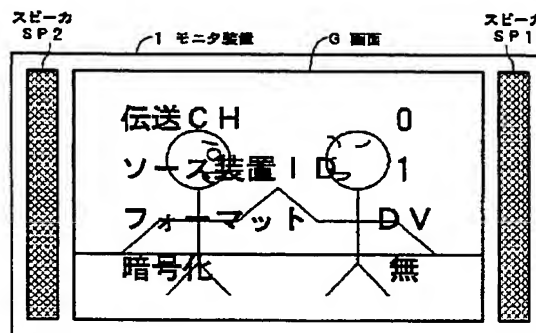 スピーカ
SP2
1 モニタ装置
G 画面
スピーカ
SP1
伝送CH 0
ソース装置ID 1
フォーマット DV
暗号化 無